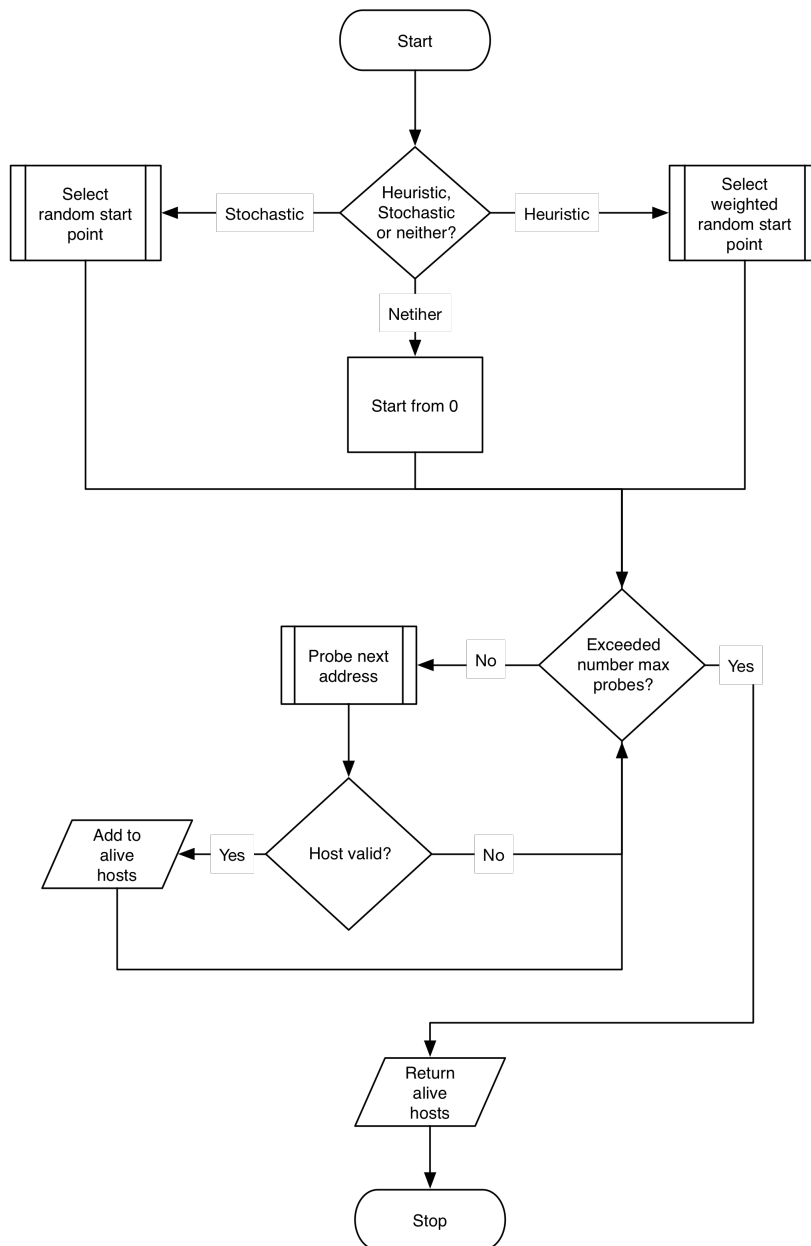 Start
Select
random start
point
Stochastic
Heuristic,
Stochastic
or neither?
Heuristic
Select
weighted
random start
point
Netiher
Start from 0
Probe next
address
No
Exceeded
number max
probes?
Yes
Add to
alive
hosts
Yes
Host valid?
No
Return
alive
hosts
Stop